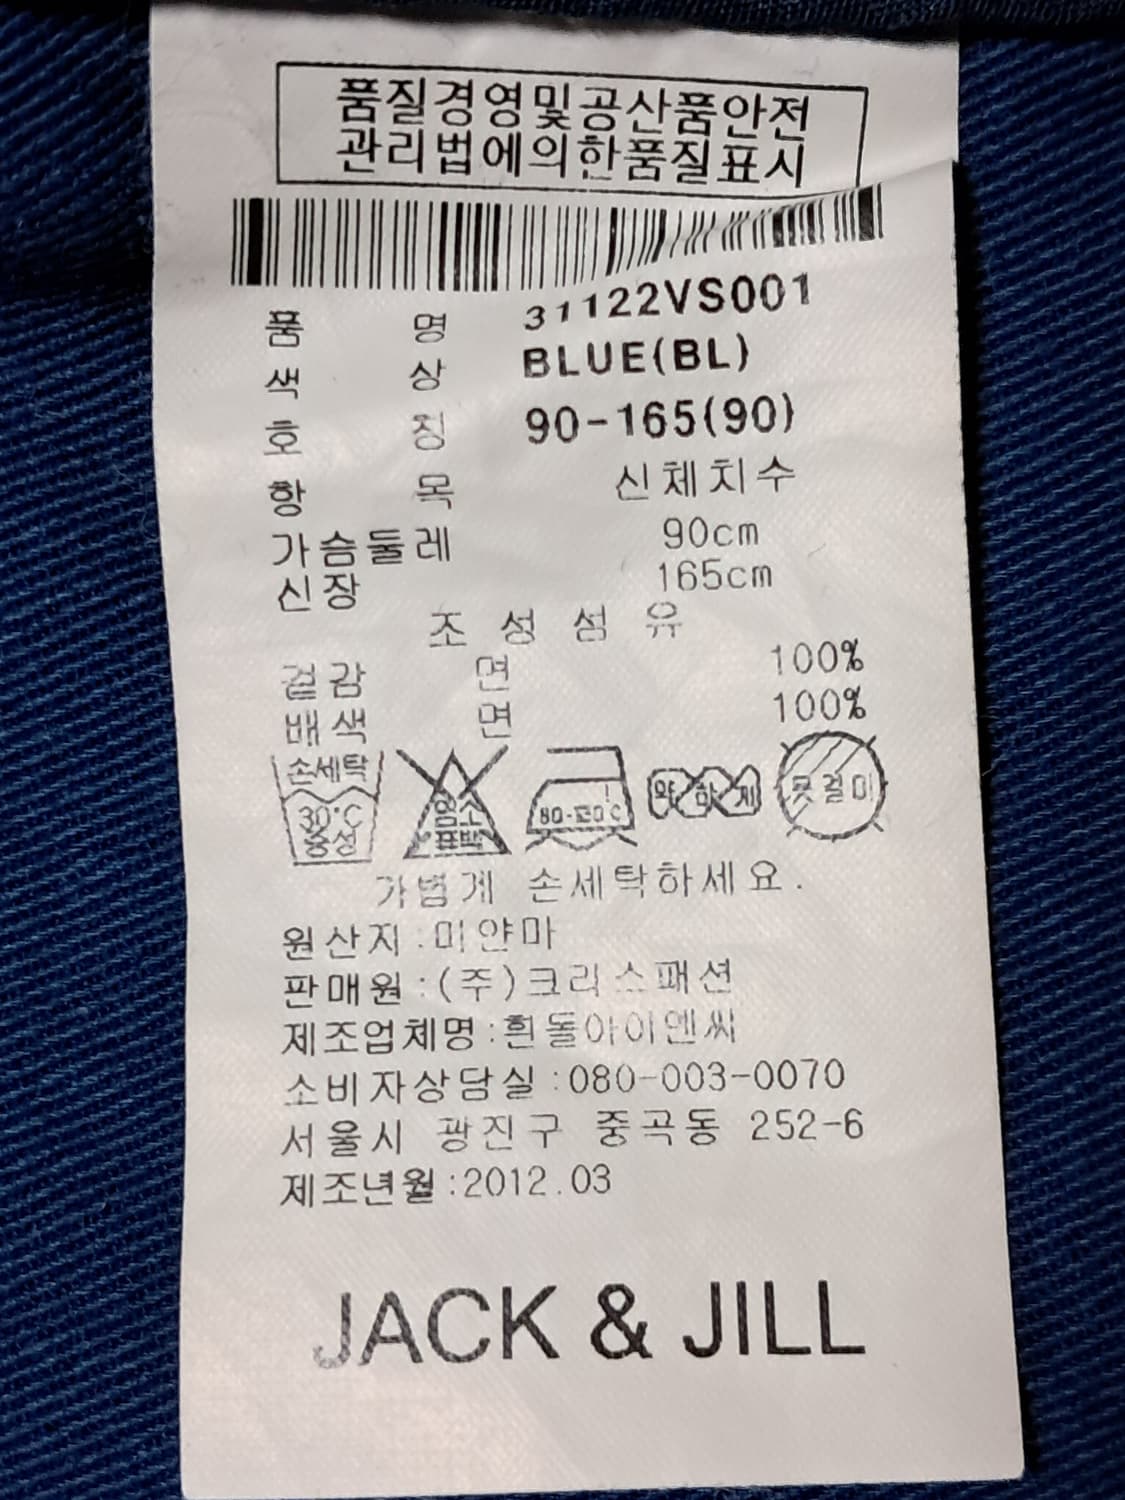 품질경영및공산품안전
관리법에의한품질표시
품 명 31122VS001
색 상 BLUE(BL)
호 칭 90-165(90)
항 목 신체치수
가슴둘레 90cm
신장 165cm
조성섬유
겉감 면 100%
배색 면 100%
손세탁 30°C 중성
염소 표백
약하게
옷걸이
가볍게 손세탁하세요.
원산지:미얀마
판매원:(주)크리스패션
제조업체명:흰돌아이엔씨
소비자상담실:080-003-0070
서울시 광진구 중곡동 252-6
제조년월:2012.03
JACK & JILL